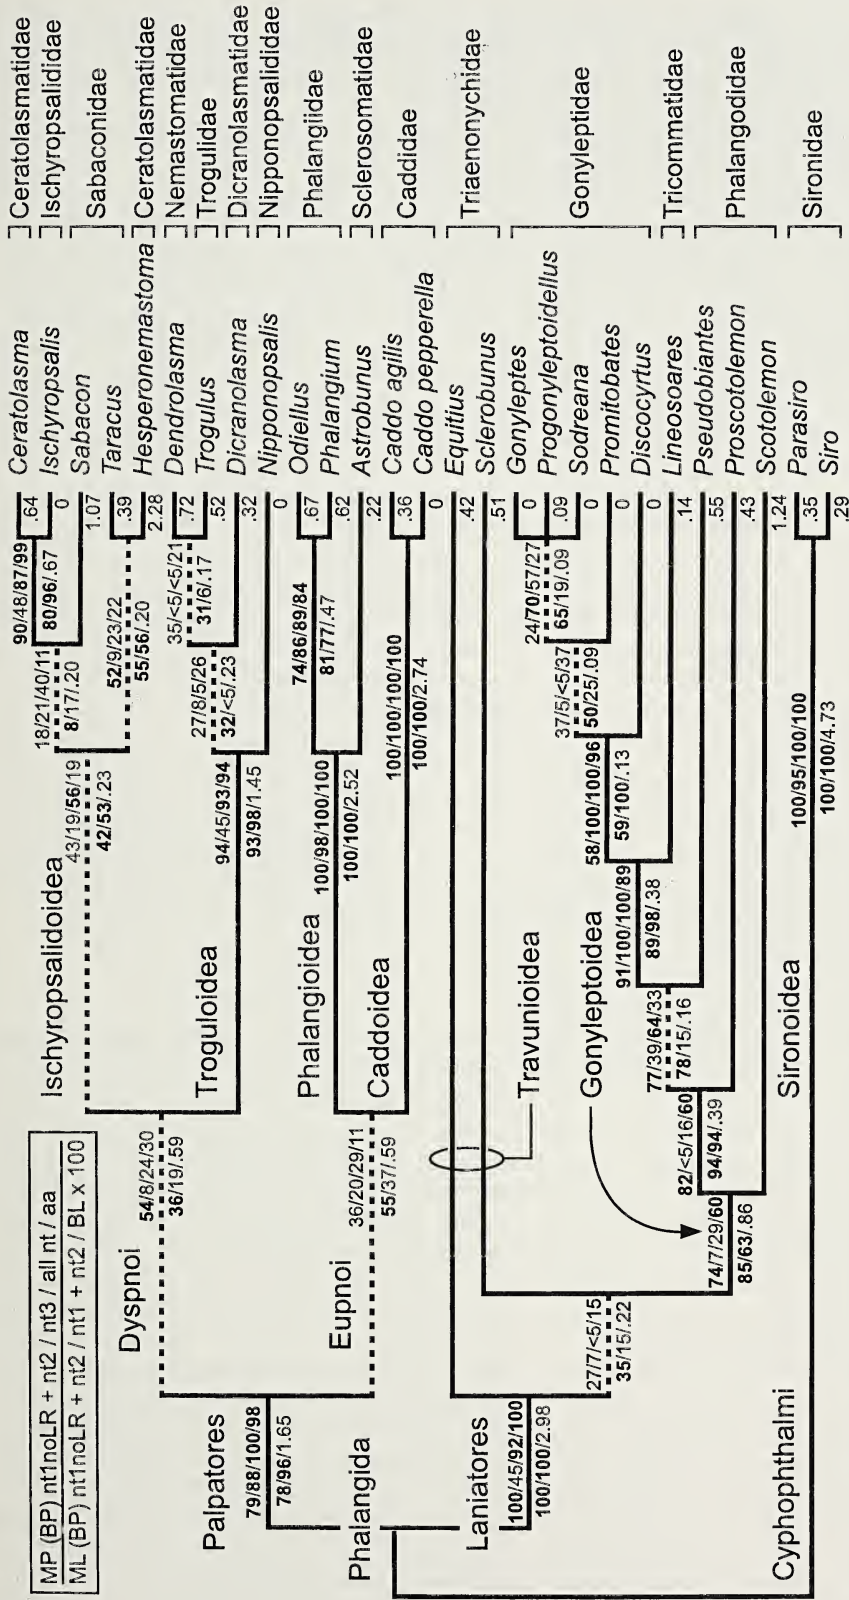 MP (BP) nt1noLR + nt2 / nt3 / all nt / aa
ML (BP) nt1noLR + nt2 / nt1 + nt2 / BL x 100
Palpatores
79/88/100/98
78/96/1.65
Phalangida
Laniatores
100/45/92/100
100/100/2.98
Cyphophthalmi
Dyspnoi
54/8/24/30
36/19/.59
Eupnoi
36/20/29/11
55/37/.59
27/7/<5/15
35/15/.22
Ischyropsalidoidea
43/19/56/19
42/53/.23
18/21/40/11
8/17/.20
90/48/87/99
80/96/.67
52/9/23/22
55/56/.20
Troguloidea
94/45/93/94
93/98/1.45
27/8/5/26
32/<5/.23
35/<5/<5/21
31/6/.17
Phalangioidea
100/98/100/100
100/100/2.52
74/86/89/84
81/77/.47
Caddoidea
100/100/100/100
100/100/2.74
Travunioidea
Gonyleptoidea
74/7/29/60
85/63/.86
82/<5/16/60
94/94/.39
77/39/64/33
78/15/.16
91/100/100/89
89/98/.38
58/100/100/96
59/100/.13
37/5/<5/37
50/25/.09
24/70/57/27
65/19/.09
Sironoidea
100/95/100/100
100/100/4.73
Ceratolasma
.64
Ischyropsalis
0
Sabacon
1.07
Taracus
.39
Hesperonemastoma
2.28
Dendrolasma
.72
Trogulus
.52
Dicranolasma
.32
Nipponopsalis
0
Odiellus
.67
Phalangium
.62
Astrobunus
.22
Caddo agilis
.36
Caddo pepperella
0
Equitius
.42
Sclerobunus
.51
Gonyleptes
0
Progonyleptoidellus
.09
Sodreana
0
Promitobates
0
Discocyrtus
0
Lineosoares
.14
Pseudobiantes
.55
Proscotolemon
.43
Scotolemon
1.24
Parasiro
.35
Siro
.29
Ceratolasmatidae
Ischyropsalididae
Sabaconidae
Ceratolasmatidae
Nemastomatidae
Trogulidae
Dicranolasmatidae
Nipponopsalididae
Phalangiidae
Sclerosomatidae
Caddidae
Triaenonychidae
Gonyleptidae
Tricommatidae
Phalangodidae
Sironidae